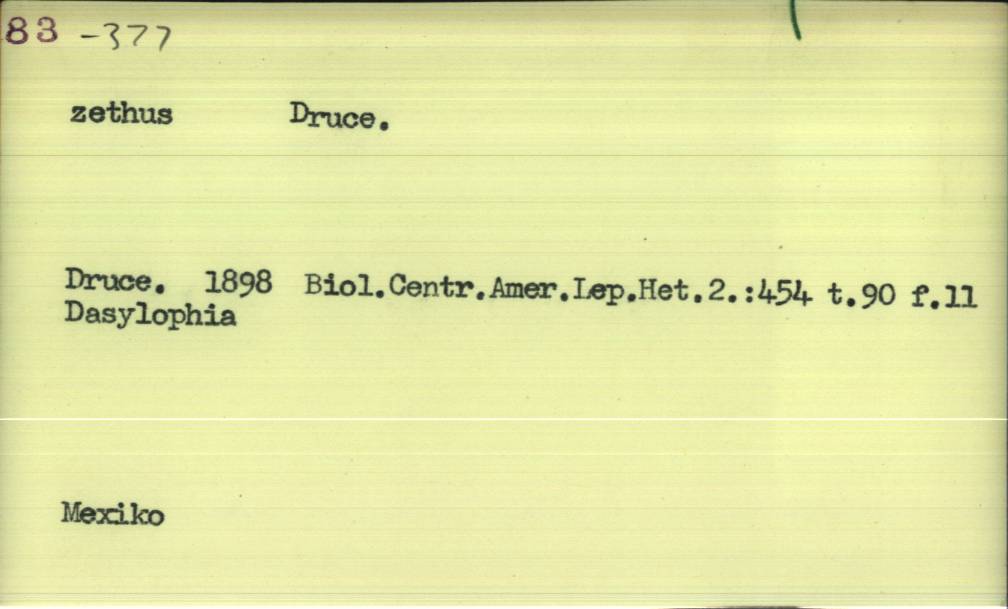 83 -377
zethus Druce.
Druce. 1898 Biol.Centr.Amer.Lep.Het.2.:454 t.90 f.11
Dasylophia
Mexiko